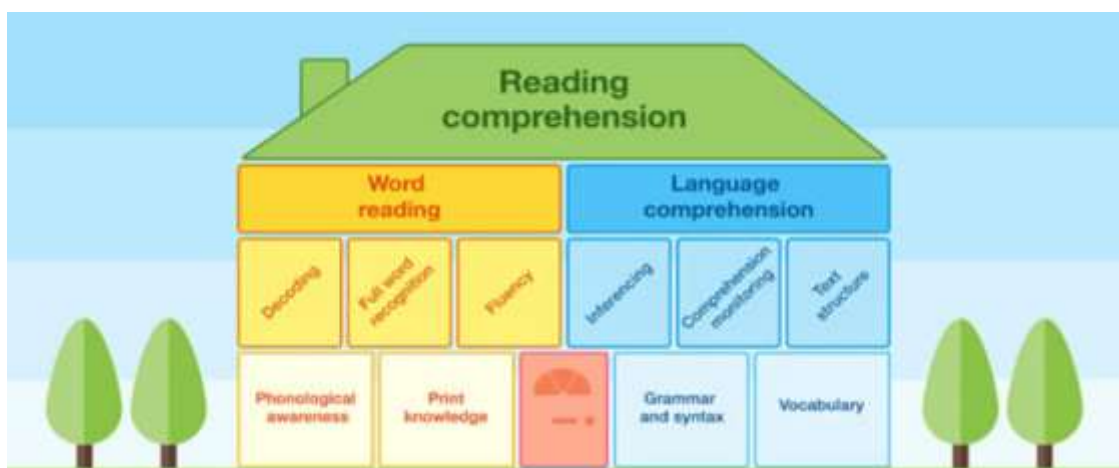 Reading
comprehension
Word
reading
Language
comprehension
Decoding
Full word
recognition
Fluency
Inferencing
Comprehension
monitoring
Text
structure
Phonological
awareness
Print
knowledge
Grammar
and syntax
Vocabulary